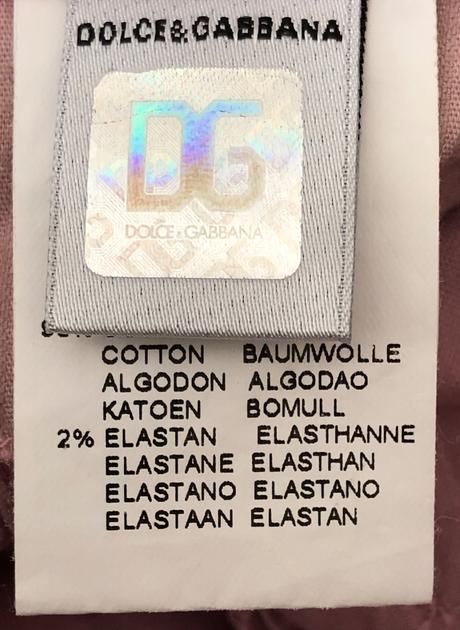 DOLCE&GABBANA
DG
DOLCE&GABBANA
COTTON BAUMWOLLE
ALGODON ALGODAO
KATOEN BOMULL
2% ELASTAN ELASTHANNE
ELASTANE ELASTHAN
ELASTANO ELASTANO
ELASTAAN ELASTAN